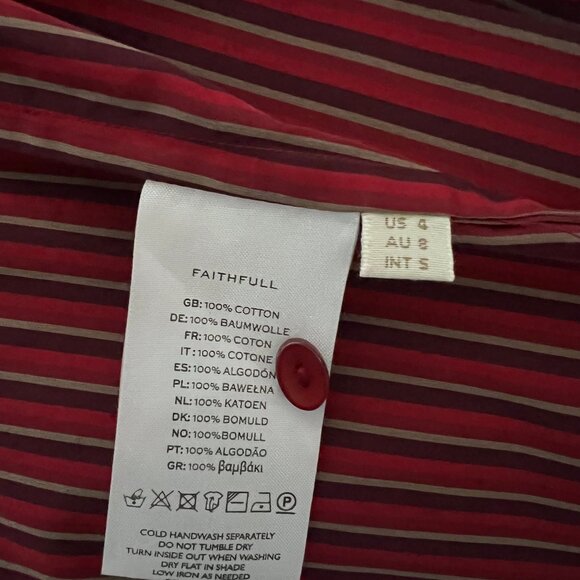 US 4
AU 8
INT S
FAITHFULL
GB: 100% COTTON
DE: 100% BAUMWOLLE
FR: 100% COTON
IT: 100% COTONE
ES: 100% ALGODÓN
PL: 100% BAWEŁNA
NL: 100% KATOEN
DK: 100% BOMULD
NO: 100% BOMULL
PT: 100% ALGODÃO
GR: 100% βαμβάκι
P
COLD HANDWASH SEPARATELY
DO NOT TUMBLE DRY
TURN INSIDE OUT WHEN WASHING
DRY FLAT IN SHADE
LOW IRON AS NEEDED